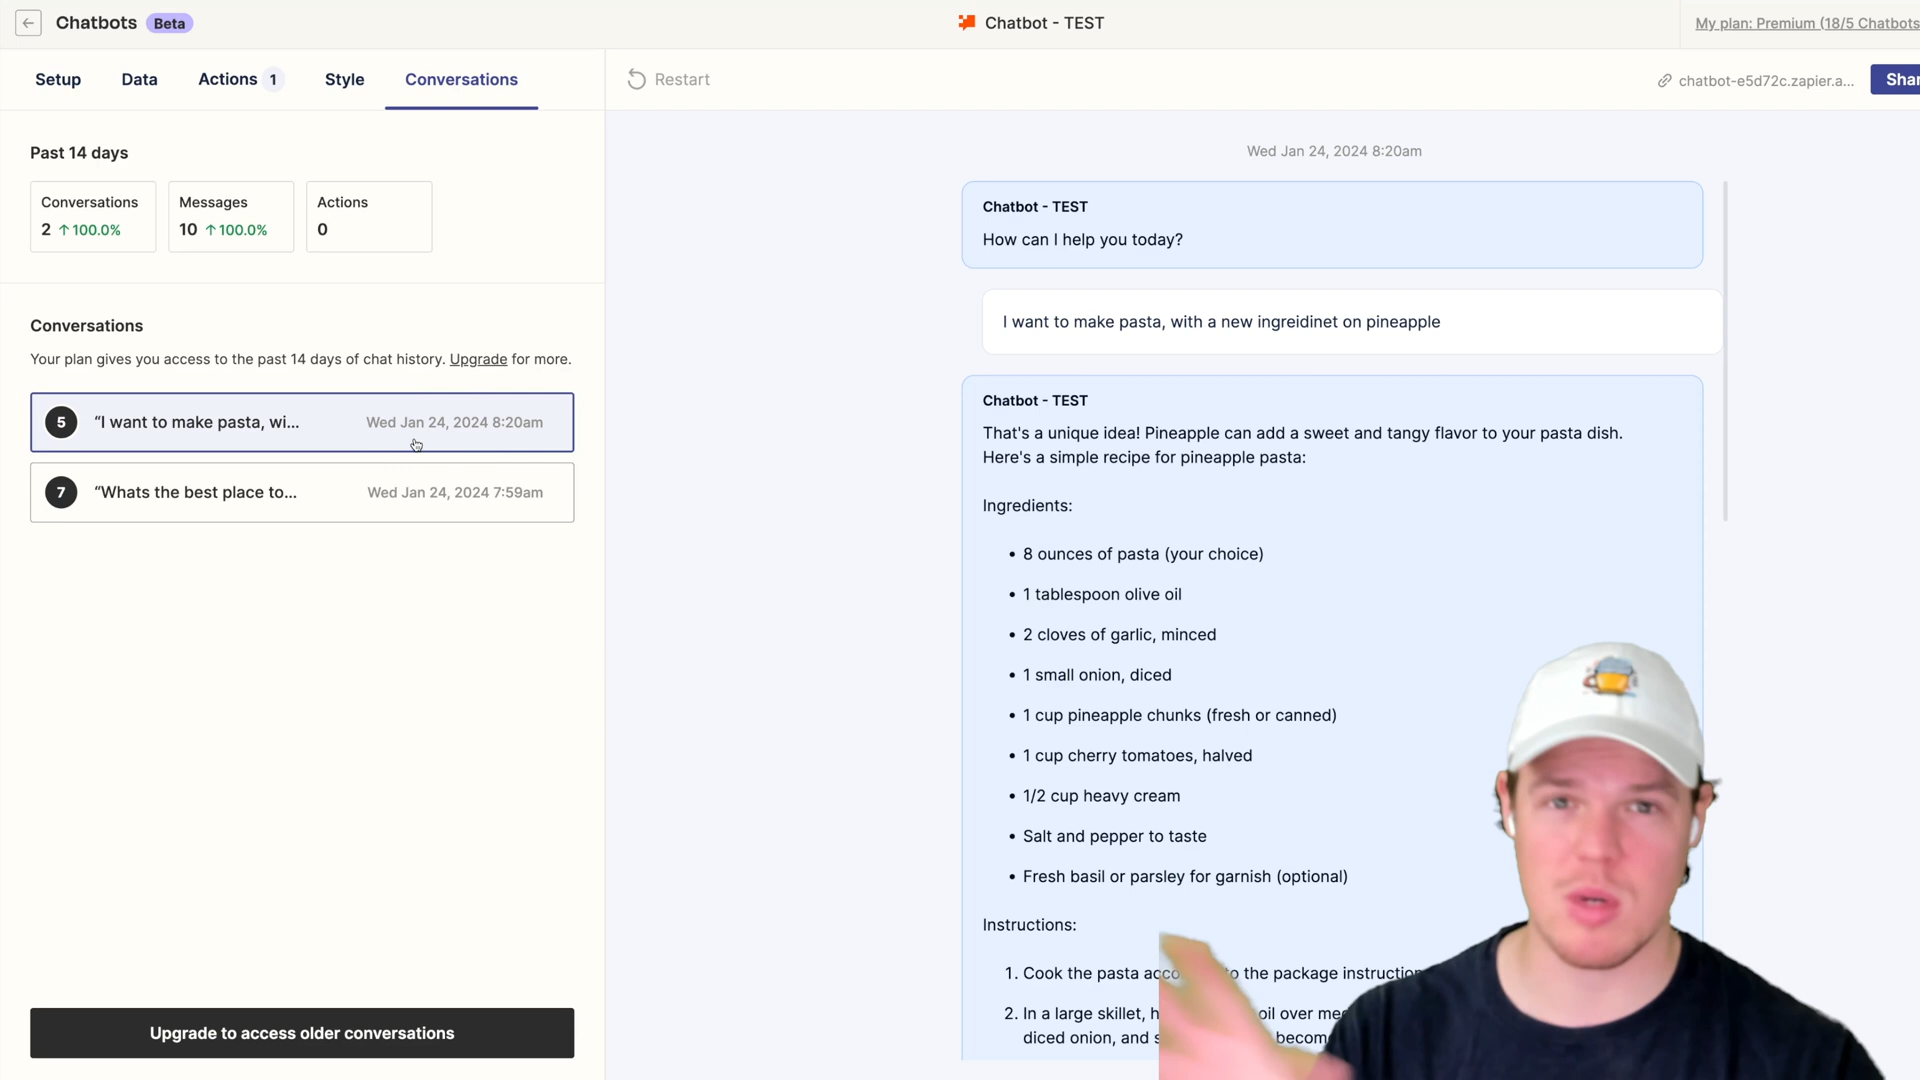 Chatbots Beta
Chatbot - TEST
My plan: Premium (18/5 Chatbots
Setup Data Actions 1 Style Conversations
Restart
chatbot-e5d72c.zapier.a...
Past 14 days
Conversations
2 ↑100.0%
Messages
10 ↑100.0%
Actions
0
Conversations
Your plan gives you access to the past 14 days of chat history. Upgrade for more.
5 “I want to make pasta, wi... Wed Jan 24, 2024 8:20am
7 “Whats the best place to... Wed Jan 24, 2024 7:59am
Upgrade to access older conversations
Wed Jan 24, 2024 8:20am
Chatbot - TEST
How can I help you today?
I want to make pasta, with a new ingreidinet on pineapple
Chatbot - TEST
That's a unique idea! Pineapple can add a sweet and tangy flavor to your pasta dish.
Here's a simple recipe for pineapple pasta:
Ingredients:
• 8 ounces of pasta (your choice)
• 1 tablespoon olive oil
• 2 cloves of garlic, minced
• 1 small onion, diced
• 1 cup pineapple chunks (fresh or canned)
• 1 cup cherry tomatoes, halved
• 1/2 cup heavy cream
• Salt and pepper to taste
• Fresh basil or parsley for garnish (optional)
Instructions:
1. Cook the pasta to the package
2. In a large skillet, oil over
diced onion, and